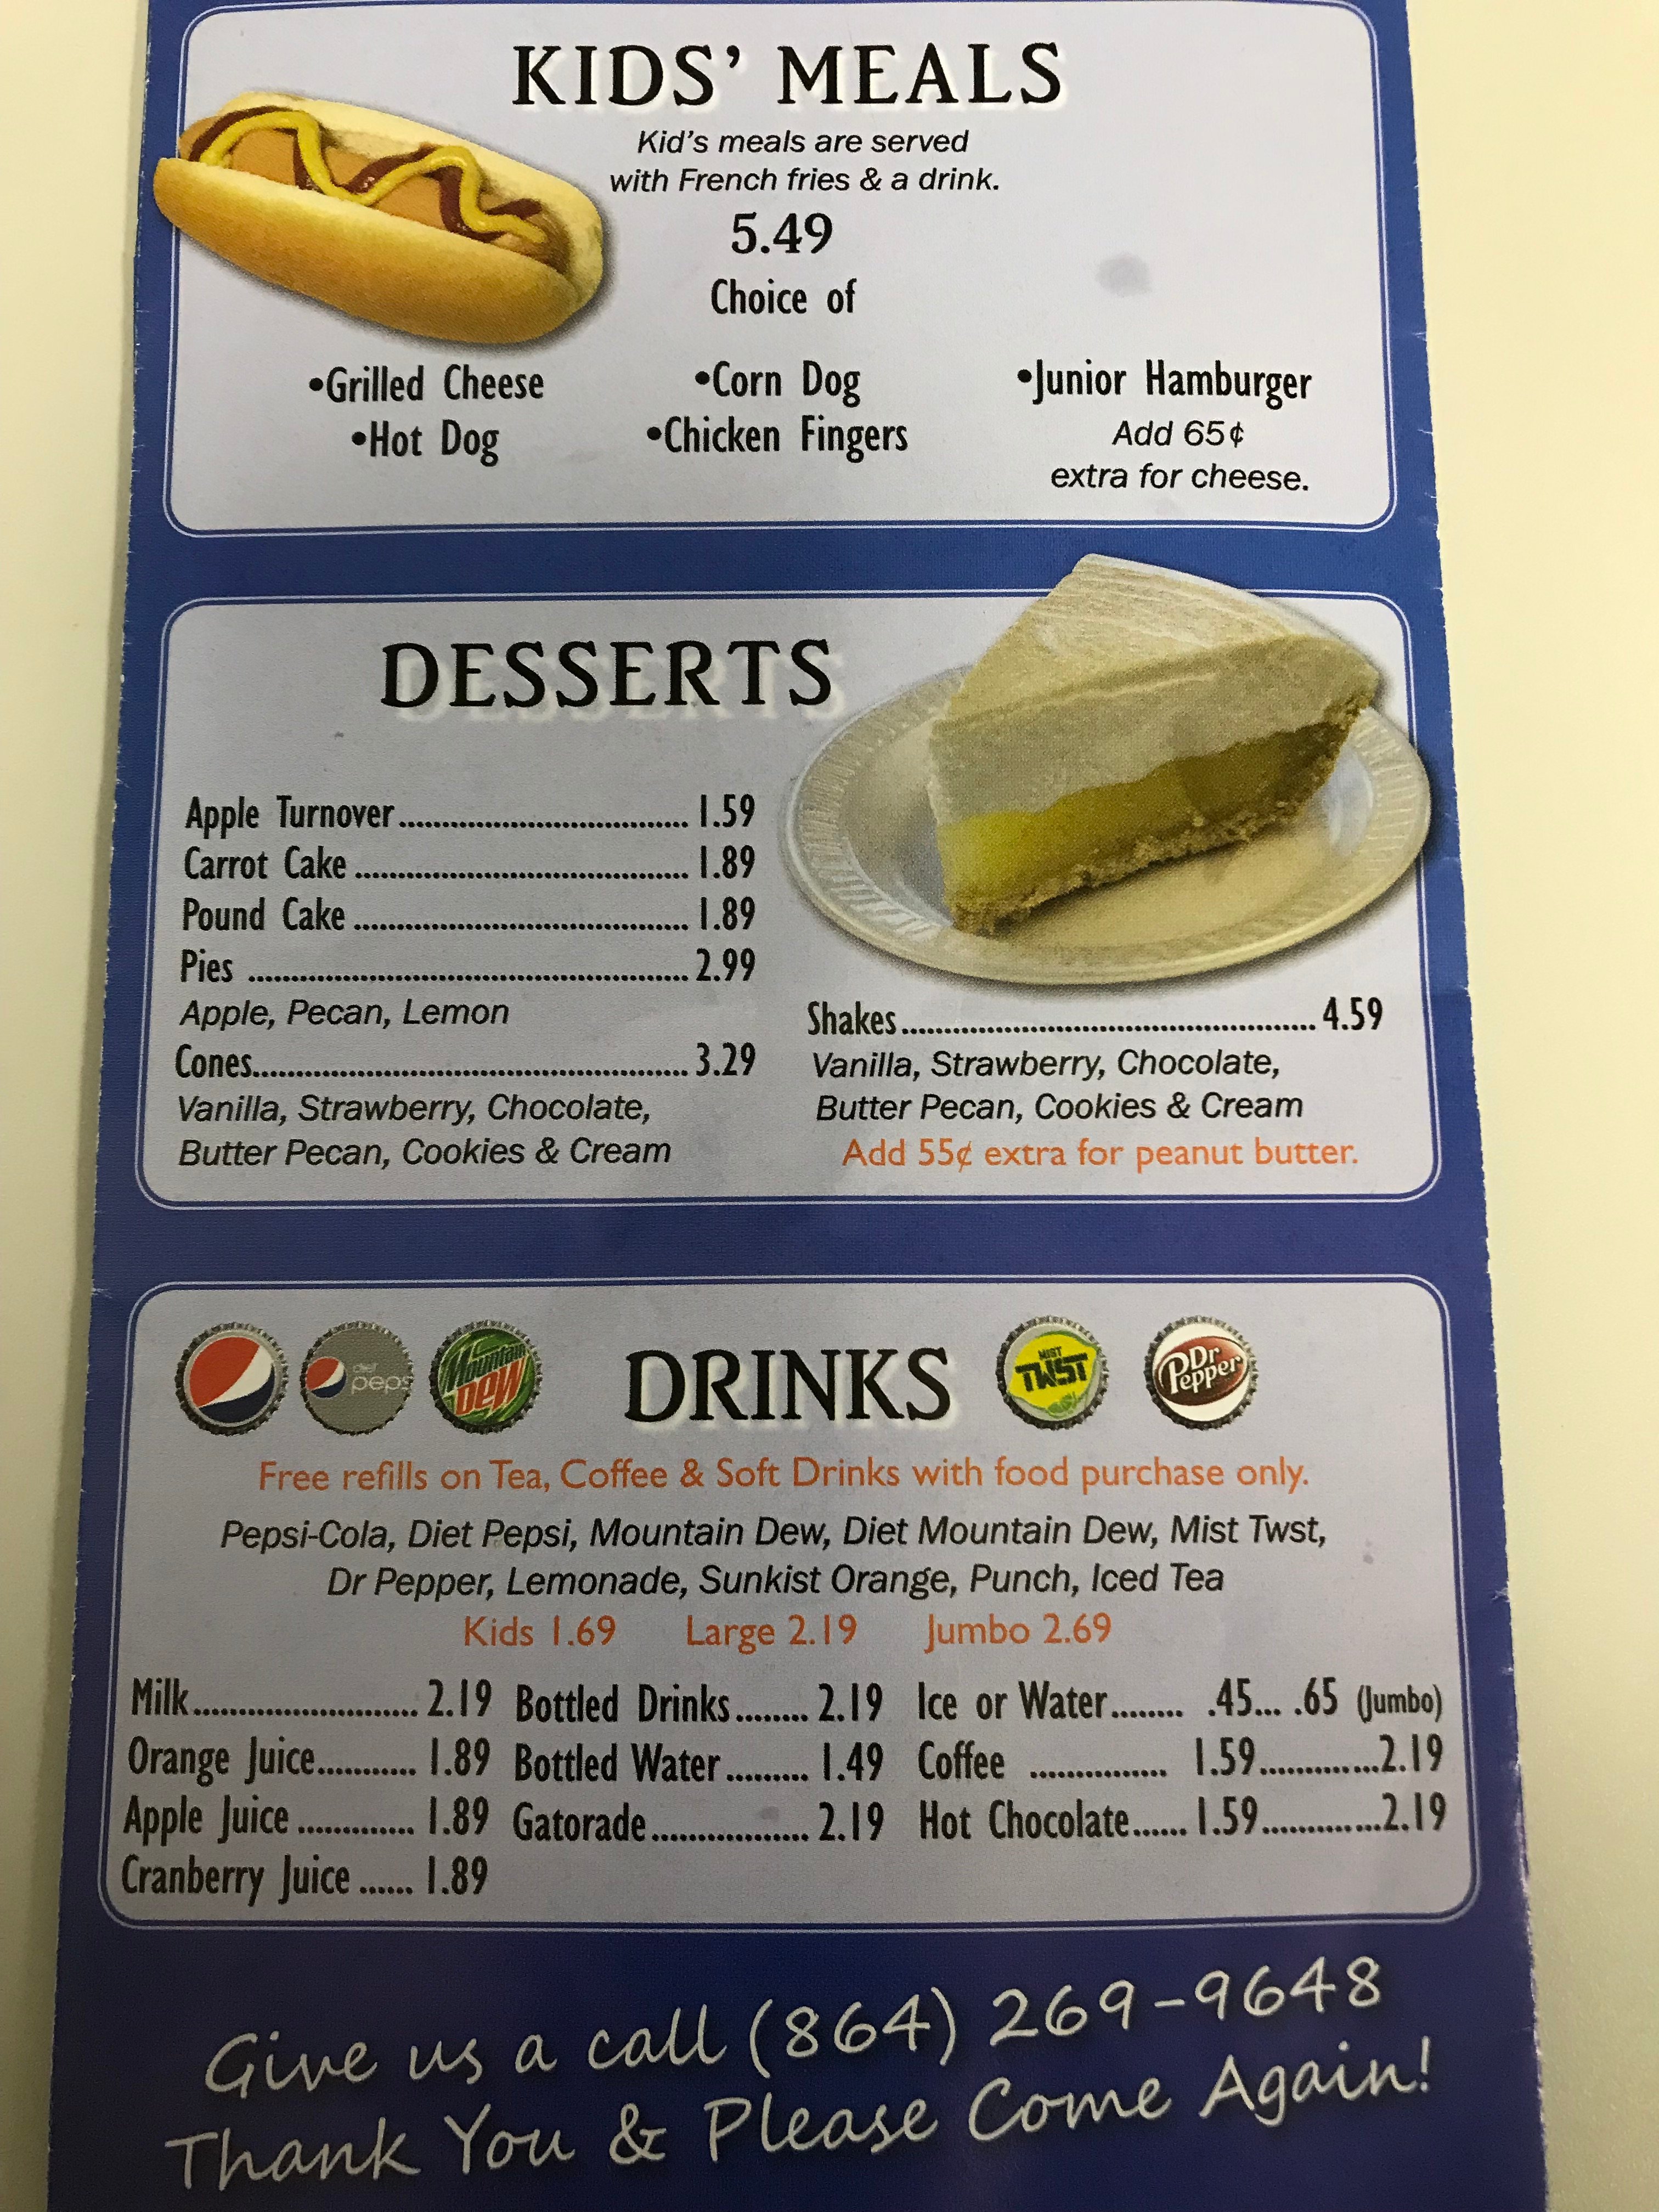 KIDS' MEALS
Kid's meals are served
with French fries & a drink.
5.49
Choice of
•Grilled Cheese
•Hot Dog
•Corn Dog
•Chicken Fingers
•Junior Hamburger
Add 65¢
extra for cheese.
DESSERTS
Apple Turnover.................................. 1.59
Carrot Cake ....................................... 1.89
Pound Cake ....................................... 1.89
Pies .................................................... 2.99
Apple, Pecan, Lemon
Cones................................................... 3.29
Vanilla, Strawberry, Chocolate,
Butter Pecan, Cookies & Cream
Shakes................................................. 4.59
Vanilla, Strawberry, Chocolate,
Butter Pecan, Cookies & Cream
Add 55¢ extra for peanut butter.
diet
pepsi
Mountain
Dew
DRINKS
MIST
TWST
Dr
Pepper
Free refills on Tea, Coffee & Soft Drinks with food purchase only.
Pepsi-Cola, Diet Pepsi, Mountain Dew, Diet Mountain Dew, Mist Twst,
Dr Pepper, Lemonade, Sunkist Orange, Punch, Iced Tea
Kids 1.69 Large 2.19 Jumbo 2.69
Milk.......................... 2.19
Orange Juice............ 1.89
Apple Juice ............. 1.89
Cranberry Juice ...... 1.89
Bottled Drinks........ 2.19
Bottled Water......... 1.49
Gatorade................. 2.19
Ice or Water........ .45... .65 (Jumbo)
Coffee ............... 1.59.............2.19
Hot Chocolate...... 1.59.............2.19
Give us a call (864) 269-9648
Thank You & Please Come Again!